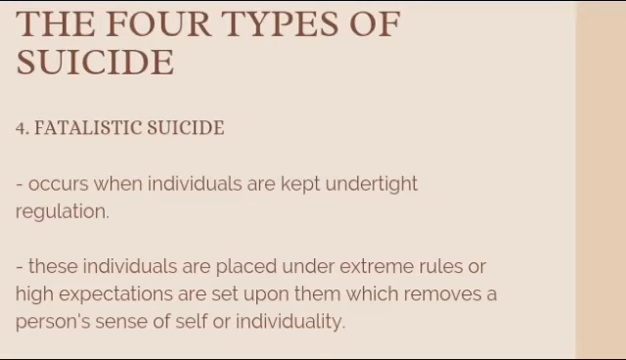 THE FOUR TYPES OF
SUICIDE
4. FATALISTIC SUICIDE
- occurs when individuals are kept undertight
regulation.
- these individuals are placed under extreme rules or
high expectations are set upon them which removes a
person's sense of self or individuality.